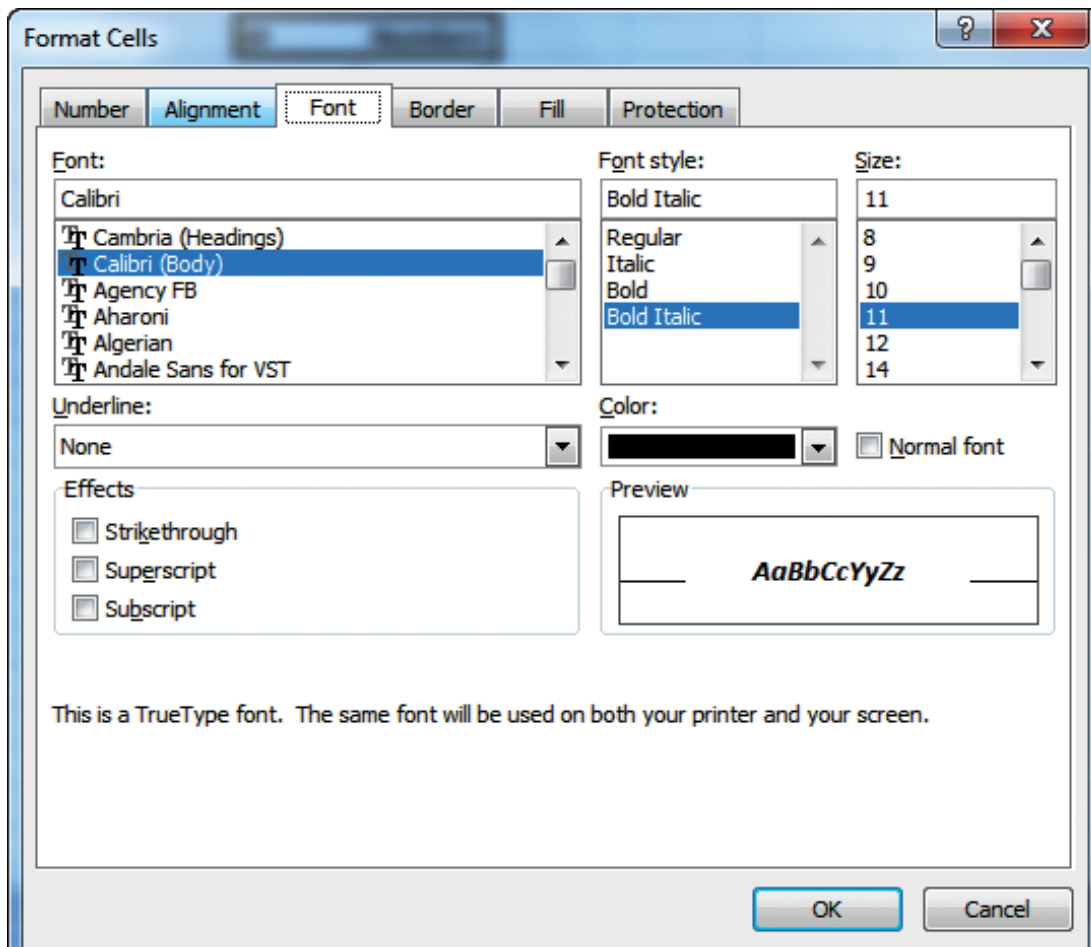 Format Cells
Number Alignment Font Border Fill Protection
Font: Font style: Size:
Calibri Bold Italic 11
Cambria (Headings) Regular 8
Calibri (Body) Italic 9
Agency FB Bold 10
Aharoni Bold Italic 11
Algerian 12
Andale Sans for VST 14
Underline: Color:
None Normal font
Effects Preview
Strikethrough
Superscript AaBbCcYyZz
Subscript
This is a TrueType font. The same font will be used on both your printer and your screen.
OK Cancel